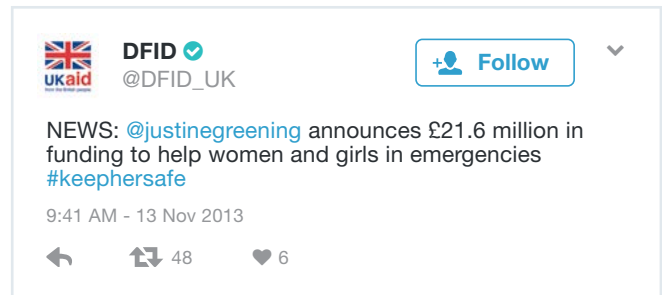 DFID
@DFID_UK
Follow
UKaid
from the British people
NEWS: @justinegreening announces £21.6 million in
funding to help women and girls in emergencies
#keephersafe
9:41 AM - 13 Nov 2013
48
6